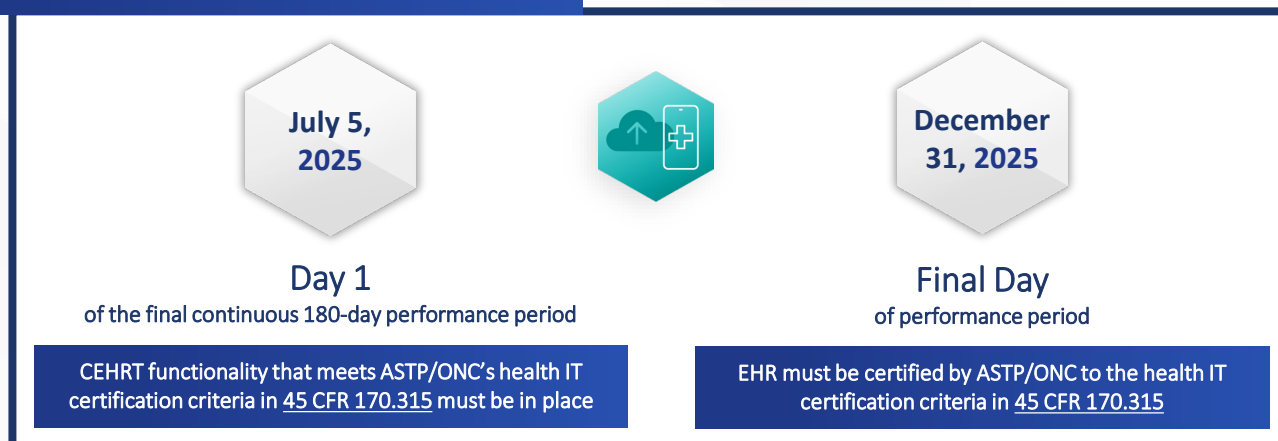 July 5,
2025
Day 1
of the final continuous 180-day performance period
CEHRT functionality that meets ASTP/ONC’s health IT
certification criteria in 45 CFR 170.315 must be in place
December
31, 2025
Final Day
of performance period
EHR must be certified by ASTP/ONC to the health IT
certification criteria in 45 CFR 170.315